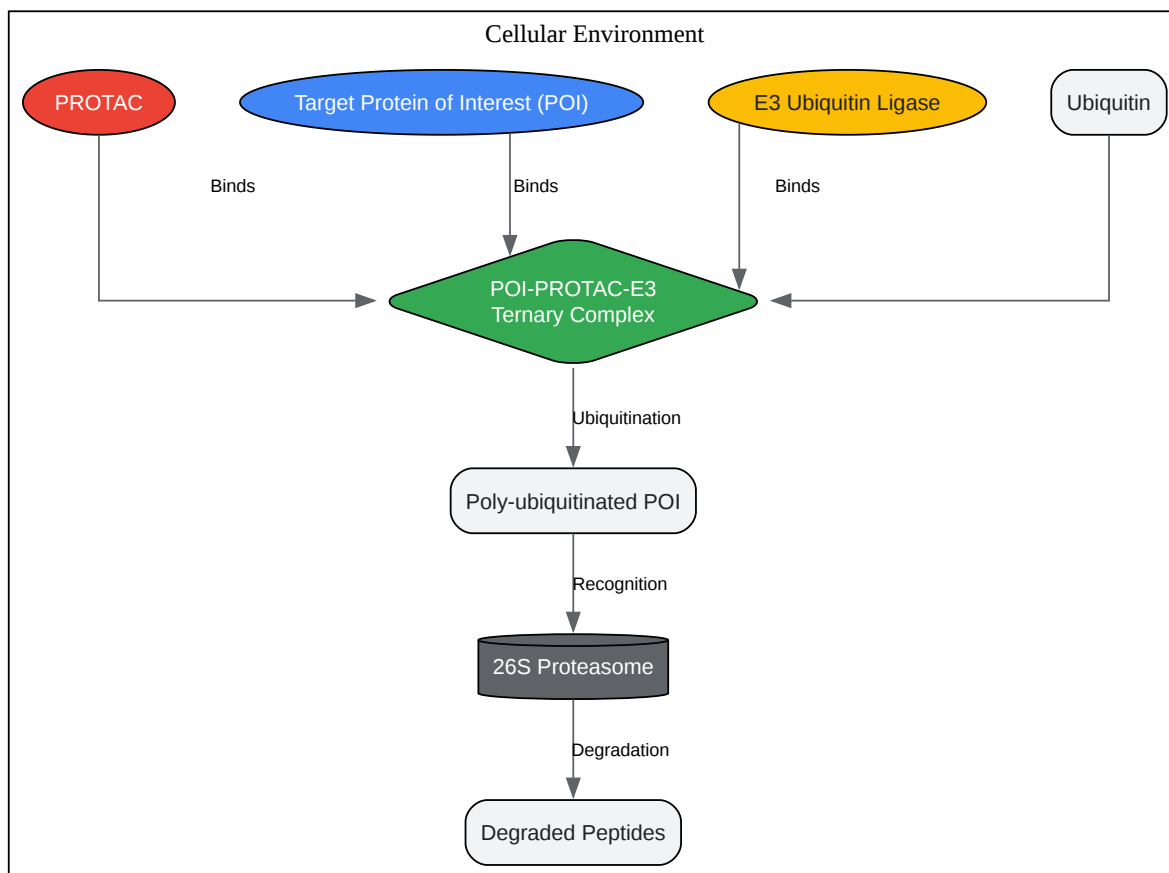 Cellular Environment
PROTAC
Target Protein of Interest (POI)
E3 Ubiquitin Ligase
Ubiquitin
Binds
Binds
Binds
POI-PROTAC-E3
Ternary Complex
Ubiquitination
Poly-ubiquitinated POI
Recognition
26S Proteasome
Degradation
Degraded Peptides